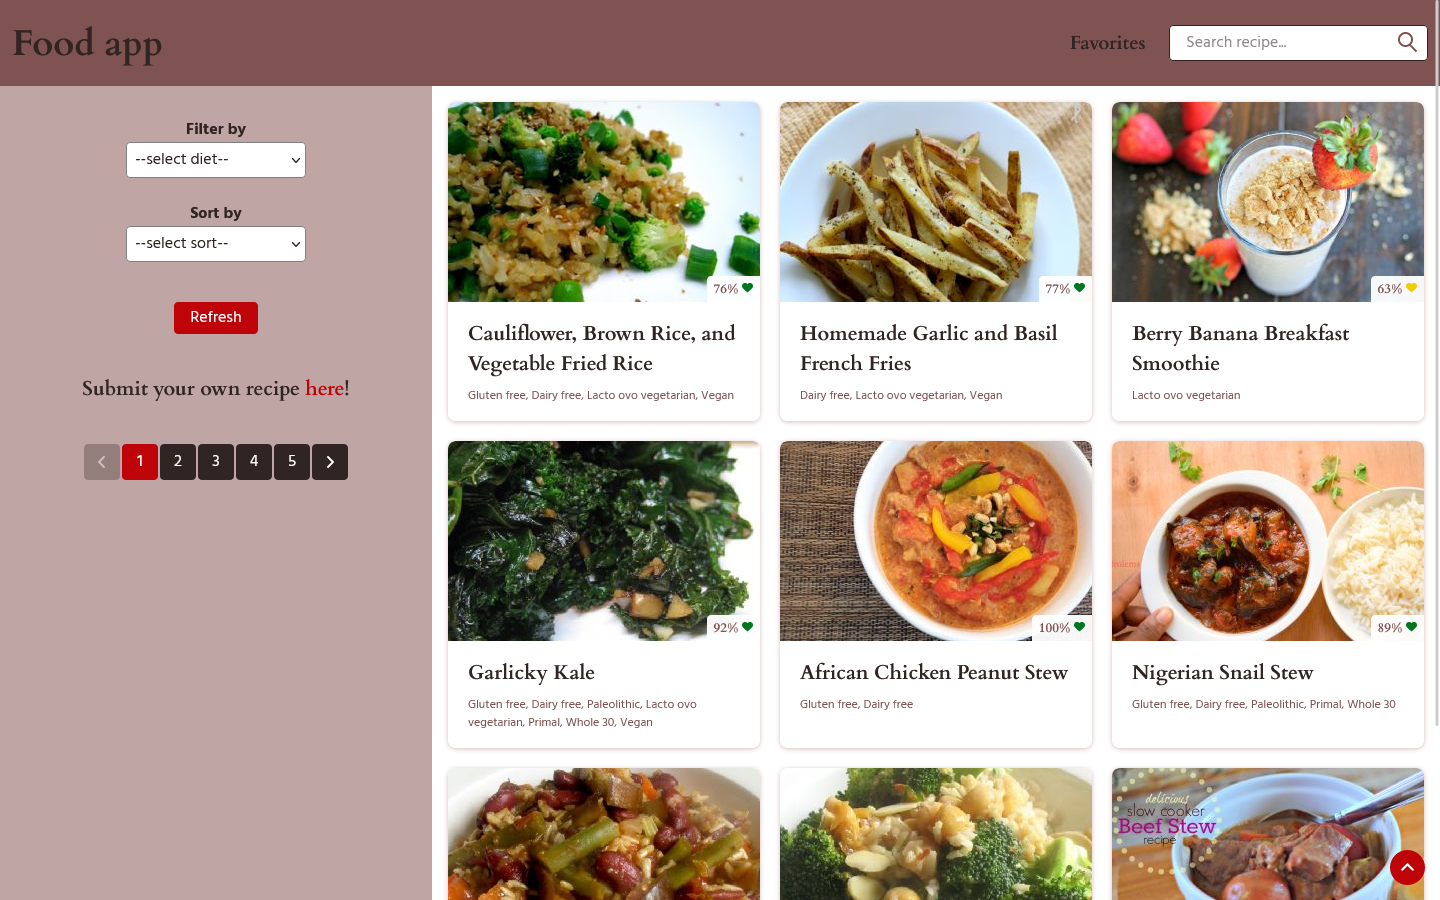 Food app
Favorites
Search recipe...
Filter by
--select diet--
Sort by
--select sort--
Refresh
Submit your own recipe here!
1 2 3 4 5
76%
Cauliflower, Brown Rice, and
Vegetable Fried Rice
Gluten free, Dairy free, Lacto ovo vegetarian, Vegan
77%
Homemade Garlic and Basil
French Fries
Dairy free, Lacto ovo vegetarian, Vegan
63%
Berry Banana Breakfast
Smoothie
Lacto ovo vegetarian
92%
Garlicky Kale
Gluten free, Dairy free, Paleolithic, Lacto ovo
vegetarian, Primal, Whole 30, Vegan
100%
African Chicken Peanut Stew
Gluten free, Dairy free
89%
Nigerian Snail Stew
Gluten free, Dairy free, Paleolithic, Primal, Whole 30
delicious
slow cooker
Beef Stew
recipe